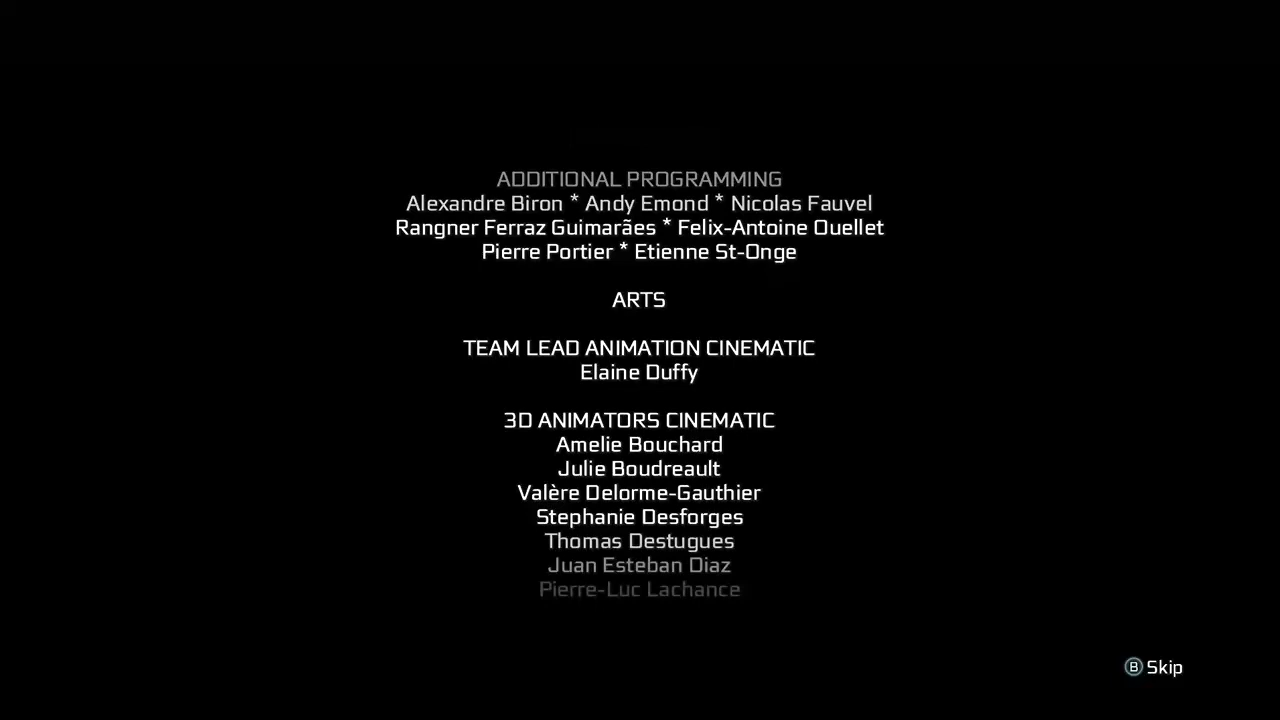 ADDITIONAL PROGRAMMING
Alexandre Biron * Andy Emond * Nicolas Fauvel
Rangner Ferraz Guimarães * Felix-Antoine Ouellet
Pierre Portier * Etienne St-Onge
ARTS
TEAM LEAD ANIMATION CINEMATIC
Elaine Duffy
3D ANIMATORS CINEMATIC
Amelie Bouchard
Julie Boudreault
Valère Delorme-Gauthier
Stephanie Desforges
Thomas Destugues
Juan Esteban Diaz
Pierre-Luc Lachance
B Skip